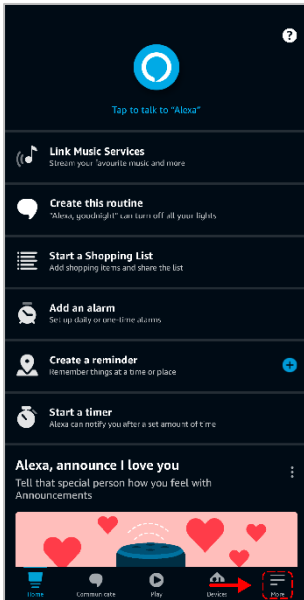 ?
Tap to talk to "Alexa"
Link Music Services
Stream your favourite music and more
Create this routine
"Alexa, goodnight" can turn off all your lights
Start a Shopping List
Add shopping items and share the list
Add an alarm
Set up daily or one-time alarms
Create a reminder
Remember things at a time or place
Start a timer
Alexa can notify you after a set amount of time
Alexa, announce I love you
Tell that special person how you feel with
Announcements
Home Communicate Play Devices More